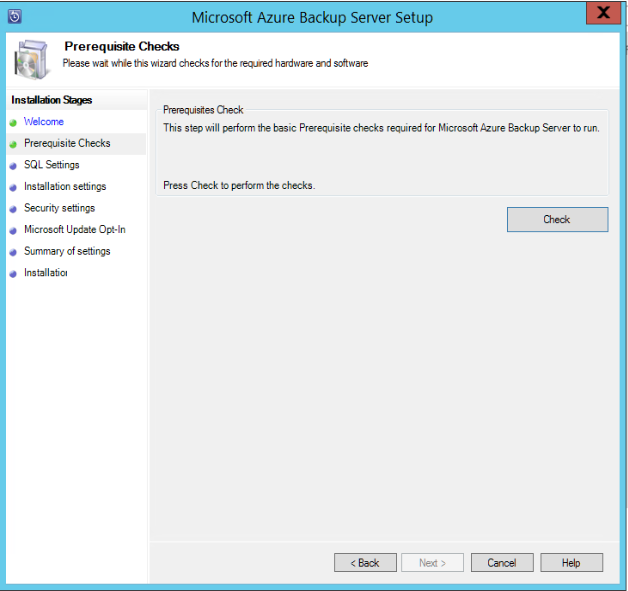 Microsoft Azure Backup Server Setup
X
Prerequisite Checks
Please wait while this wizard checks for the required hardware and software
Installation Stages
Welcome
Prerequisite Checks
SQL Settings
Installation settings
Security settings
Microsoft Update Opt-In
Summary of settings
Installation
Prerequisites Check
This step will perform the basic Prerequisite checks required for Microsoft Azure Backup Server to run.
Press Check to perform the checks.
Check
< Back
Next >
Cancel
Help